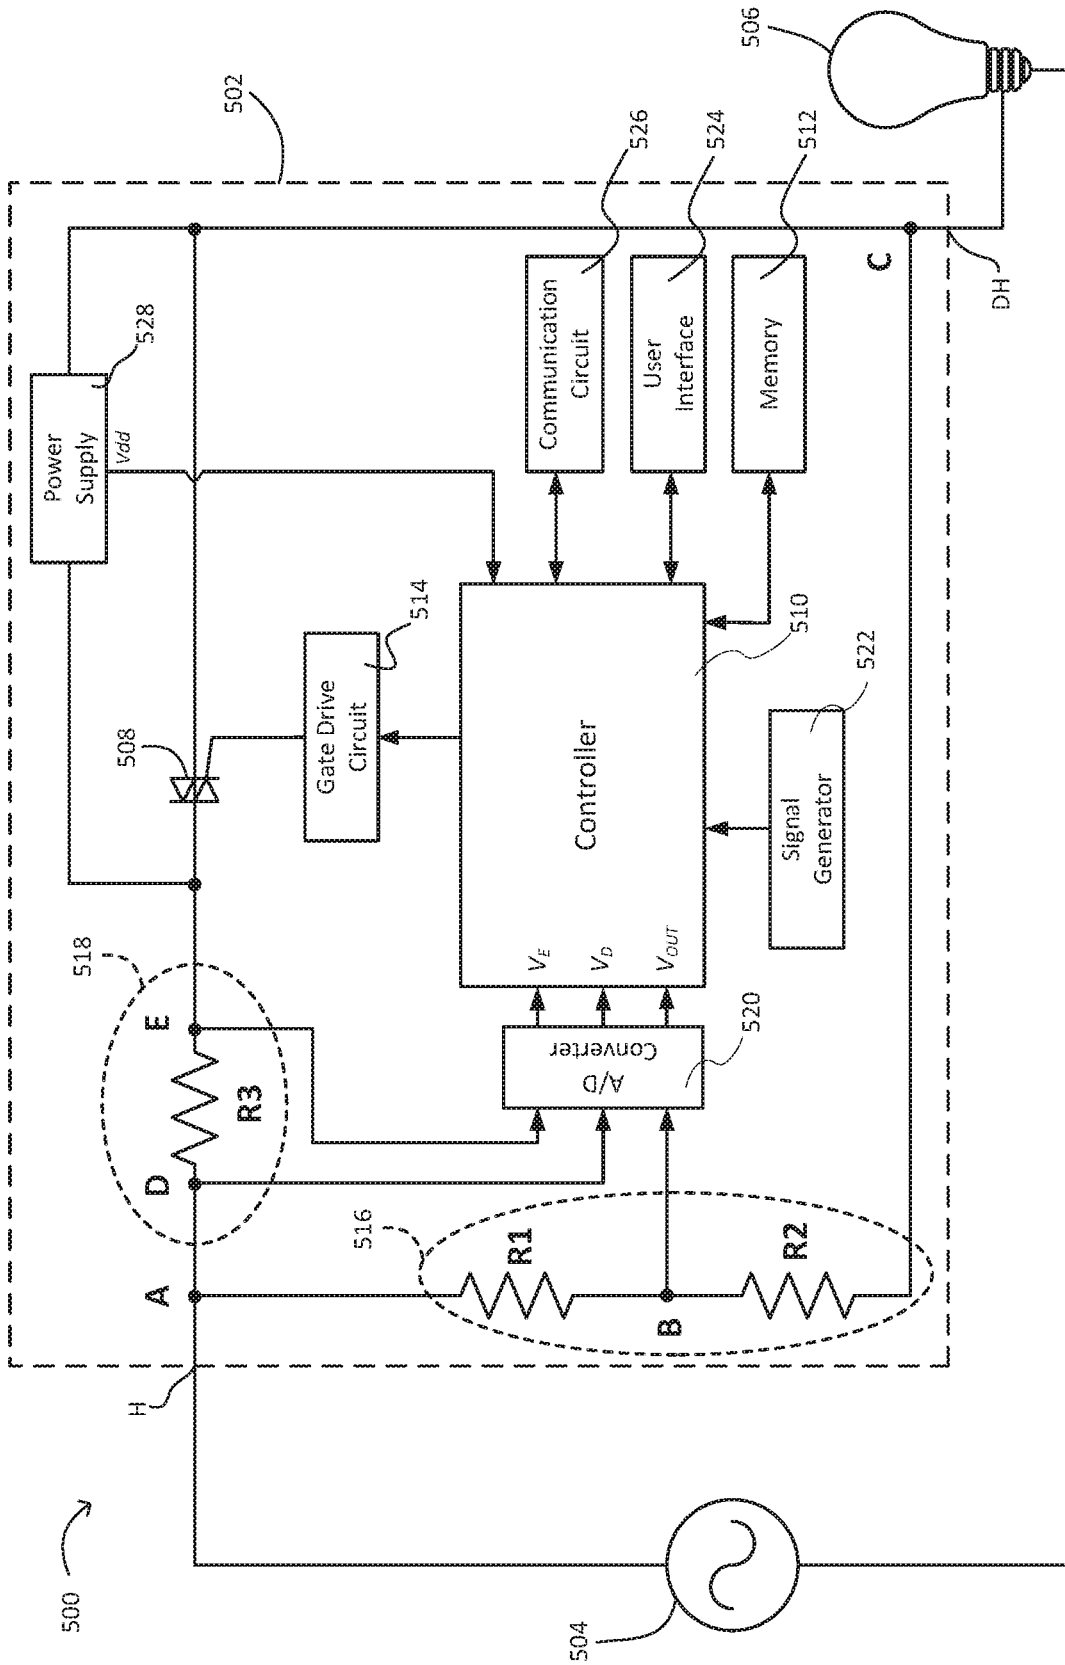 500
502
H
A
D
E
518
R3
508
Power
Supply
528
Vdd
Gate Drive
Circuit
514
516
R1
B
R2
A/D
Converter
520
V_E
V_D
V_OUT
Controller
510
Signal
Generator
522
Communication
Circuit
526
User
Interface
524
Memory
512
C
DH
504
506